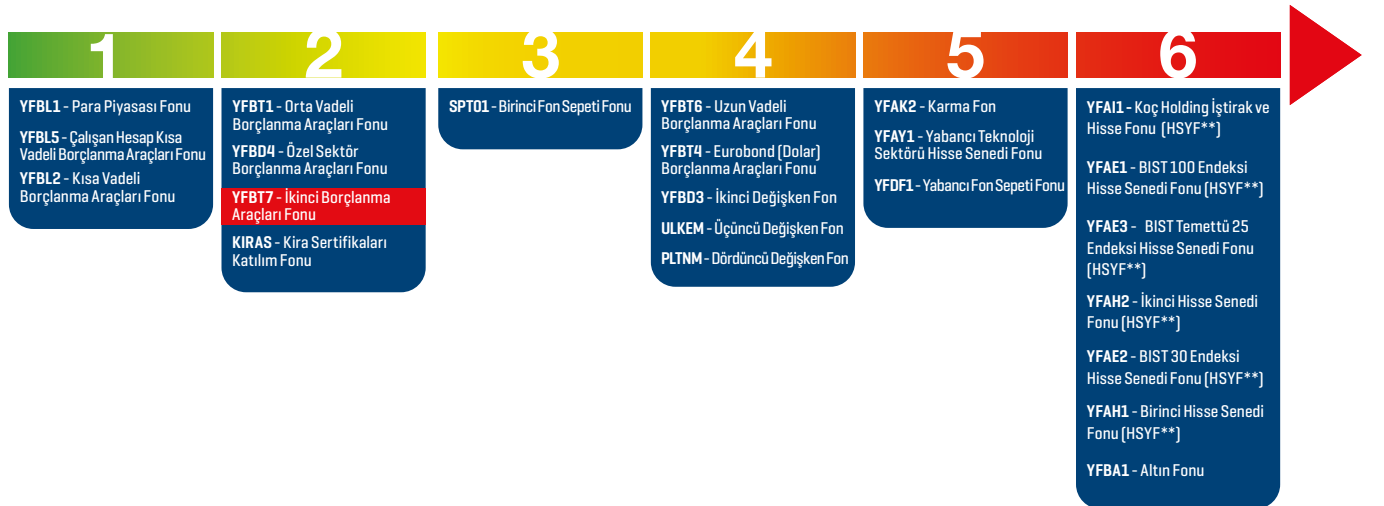 1
YFBL1 - Para Piyasası Fonu
YFBL5 - Çalışan Hesap Kısa
Vadeli Borçlanma Araçları Fonu
YFBL2 - Kısa Vadeli
Borçlanma Araçları Fonu
2
YFBT1 - Orta Vadeli
Borçlanma Araçları Fonu
YFBD4 - Özel Sektör
Borçlanma Araçları Fonu
YFBT7 - İkinci Borçlanma
Araçları Fonu
KIRAS - Kira Sertifikaları
Katılım Fonu
3
SPT01 - Birinci Fon Sepeti Fonu
4
YFBT6 - Uzun Vadeli
Borçlanma Araçları Fonu
YFBT4 - Eurobond (Dolar)
Borçlanma Araçları Fonu
YFBD3 - İkinci Değişken Fon
ULKEM - Üçüncü Değişken Fon
PLTNM - Dördüncü Değişken Fon
5
YFAK2 - Karma Fon
YFAY1 - Yabancı Teknoloji
Sektörü Hisse Senedi Fonu
YFDF1 - Yabancı Fon Sepeti Fonu
6
YFAI1 - Koç Holding İştirak ve
Hisse Fonu (HSYF**)
YFAE1 - BIST 100 Endeksi
Hisse Senedi Fonu (HSYF**)
YFAE3 - BIST Temettü 25
Endeksi Hisse Senedi Fonu
(HSYF**)
YFAH2 - İkinci Hisse Senedi
Fonu (HSYF**)
YFAE2 - BIST 30 Endeksi
Hisse Senedi Fonu (HSYF**)
YFAH1 - Birinci Hisse Senedi
Fonu (HSYF**)
YFBA1 - Altın Fonu